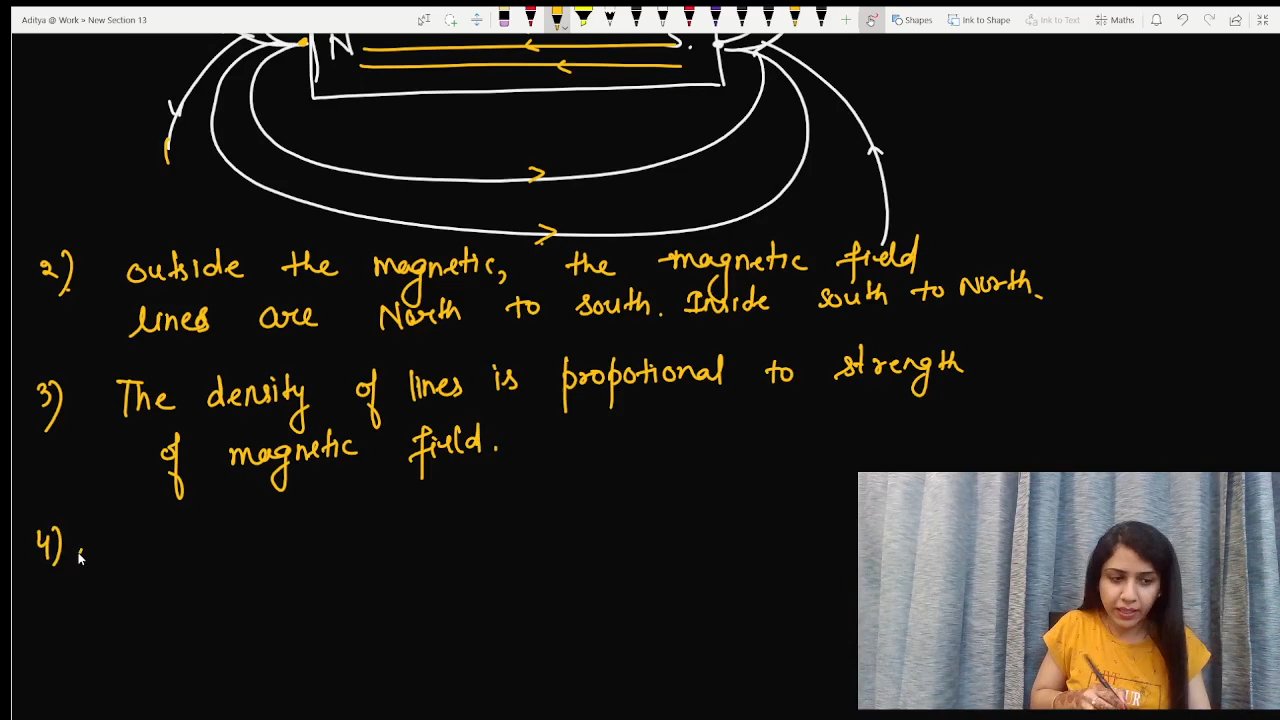 Aditya @ Work » New Section 13
Shapes
Ink to Shape
Ink to Text
Maths
N
S.
2) outside the magnetic, the magnetic field
lines are North to south. Inside south to North.
3) The density of lines is propotional to strength
of magnetic field.
4)